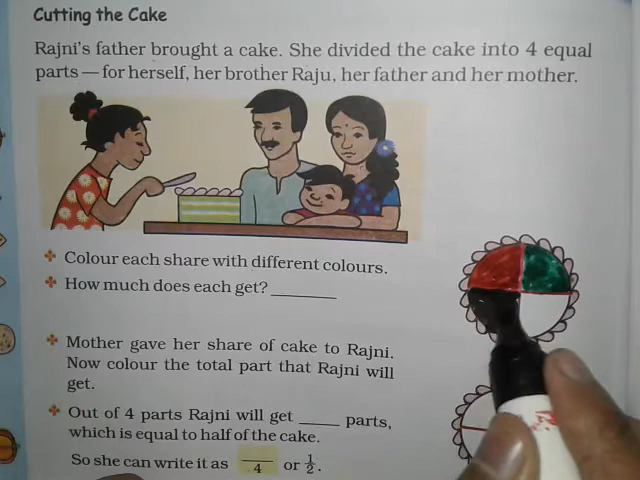 Cutting the Cake
Rajni's father brought a cake. She divided the cake into 4 equal
parts — for herself, her brother Raju, her father and her mother.
❖ Colour each share with different colours.
❖ How much does each get? ________
❖ Mother gave her share of cake to Rajni.
Now colour the total part that Rajni will
get.
❖ Out of 4 parts Rajni will get _____ parts,
which is equal to half of the cake.
So she can write it as __/4 or 1/2.